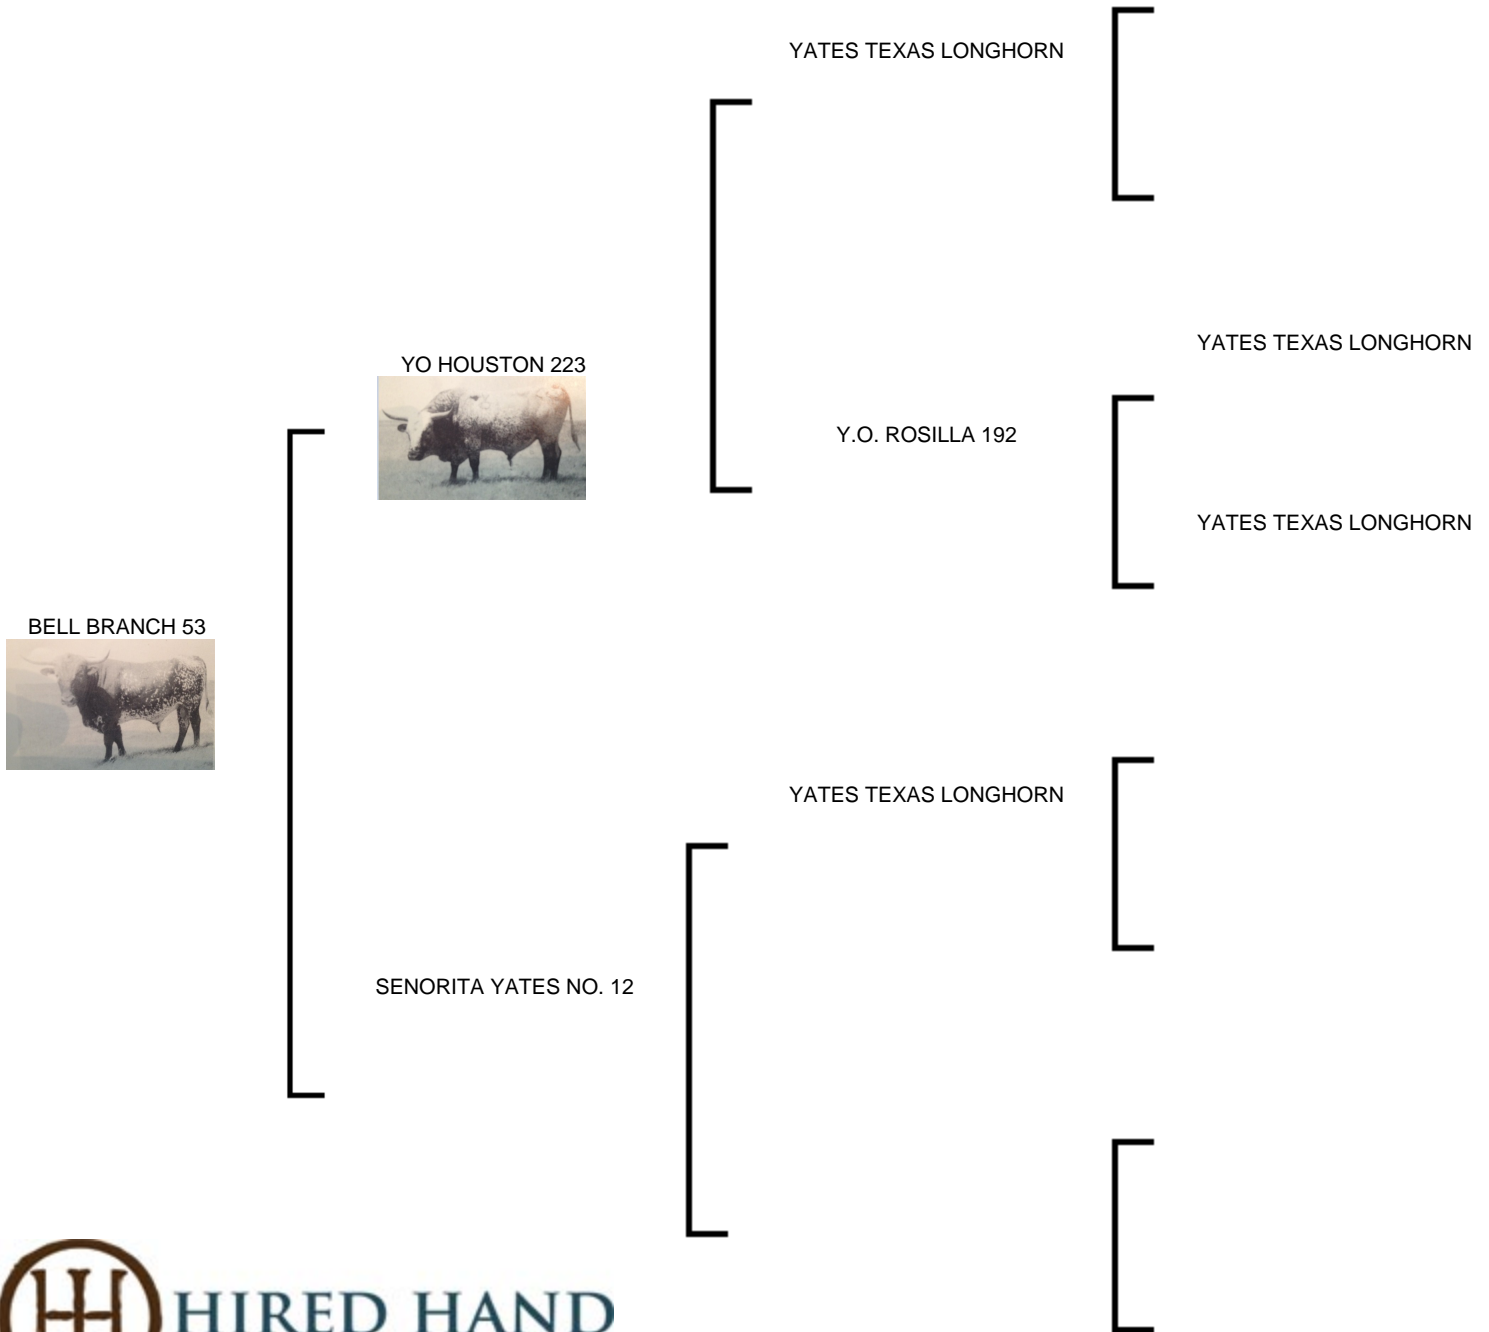 YATES TEXAS LONGHORN
YATES TEXAS LONGHORN
YO HOUSTON 223
Y.O. ROSILLA 192
YATES TEXAS LONGHORN
BELL BRANCH 53
YATES TEXAS LONGHORN
SENORITA YATES NO. 12
HIRED HAND